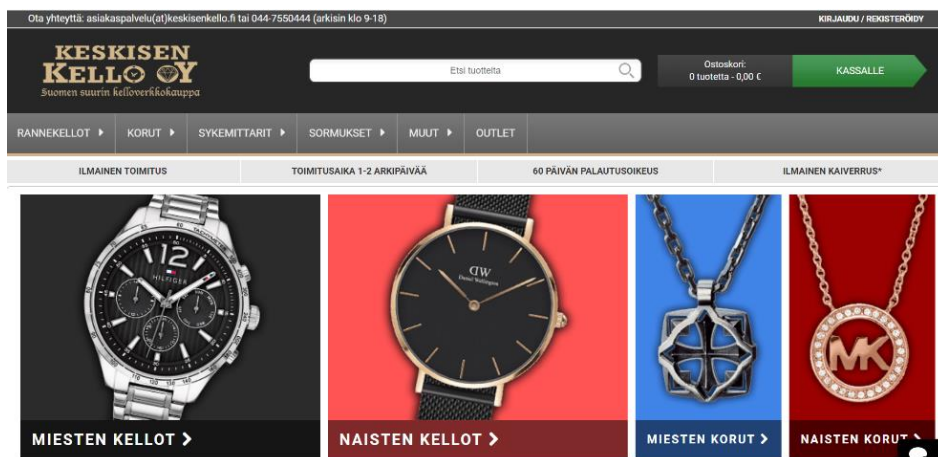 Ota yhteyttä: asiakaspalvelu(at)keskisenkello.fi tai 044-7550444 (arkisin klo 9-18)
KIRJAUDU / REKISTERÖIDY
KESKISEN
KELLO OY
Suomen suurin kelloverkkokauppa
Etsi tuotteita
Ostoskori:
0 tuotetta - 0,00 €
KASSALLE
RANNEKELLOT
KORUT
SYKEMITTARIT
SORMUKSET
MUUT
OUTLET
ILMAINEN TOIMITUS
TOIMITUSAIKA 1-2 ARKIPÄIVÄÄ
60 PÄIVÄN PALAUTUSOIKEUS
ILMAINEN KAIVERRUS*
12
HILFIGER
DW
Daniel Wellington
MK
MIESTEN KELLOT
NAISTEN KELLOT
MIESTEN KORUT
NAISTEN KORUT